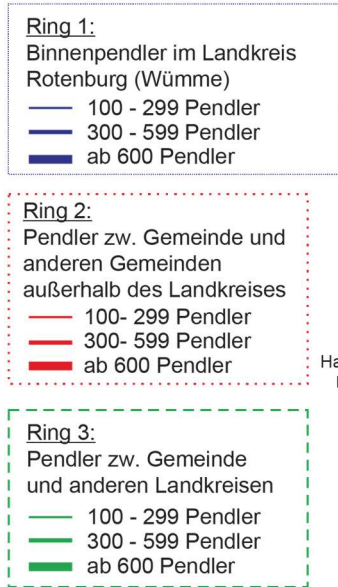 Ring 1:
Binnenpendler im Landkreis
Rotenburg (Wümme)
100 - 299 Pendler
300 - 599 Pendler
ab 600 Pendler
Ring 2:
Pendler zw. Gemeinde und
anderen Gemeinden
außerhalb des Landkreises
100- 299 Pendler
300- 599 Pendler
ab 600 Pendler
Ha
Ring 3:
Pendler zw. Gemeinde
und anderen Landkreisen
100 - 299 Pendler
300 - 599 Pendler
ab 600 Pendler